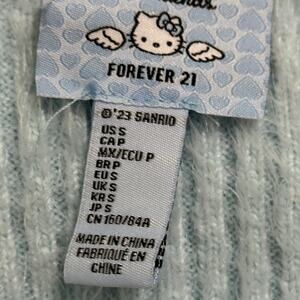 FOREVER 21
©'23 SANRIO
US S
CA P
MX/ECU P
BR P
EU S
UK S
KR S
JP S
CN 160/84A
MADE IN CHINA
FABRIQUÉ EN
CHINE